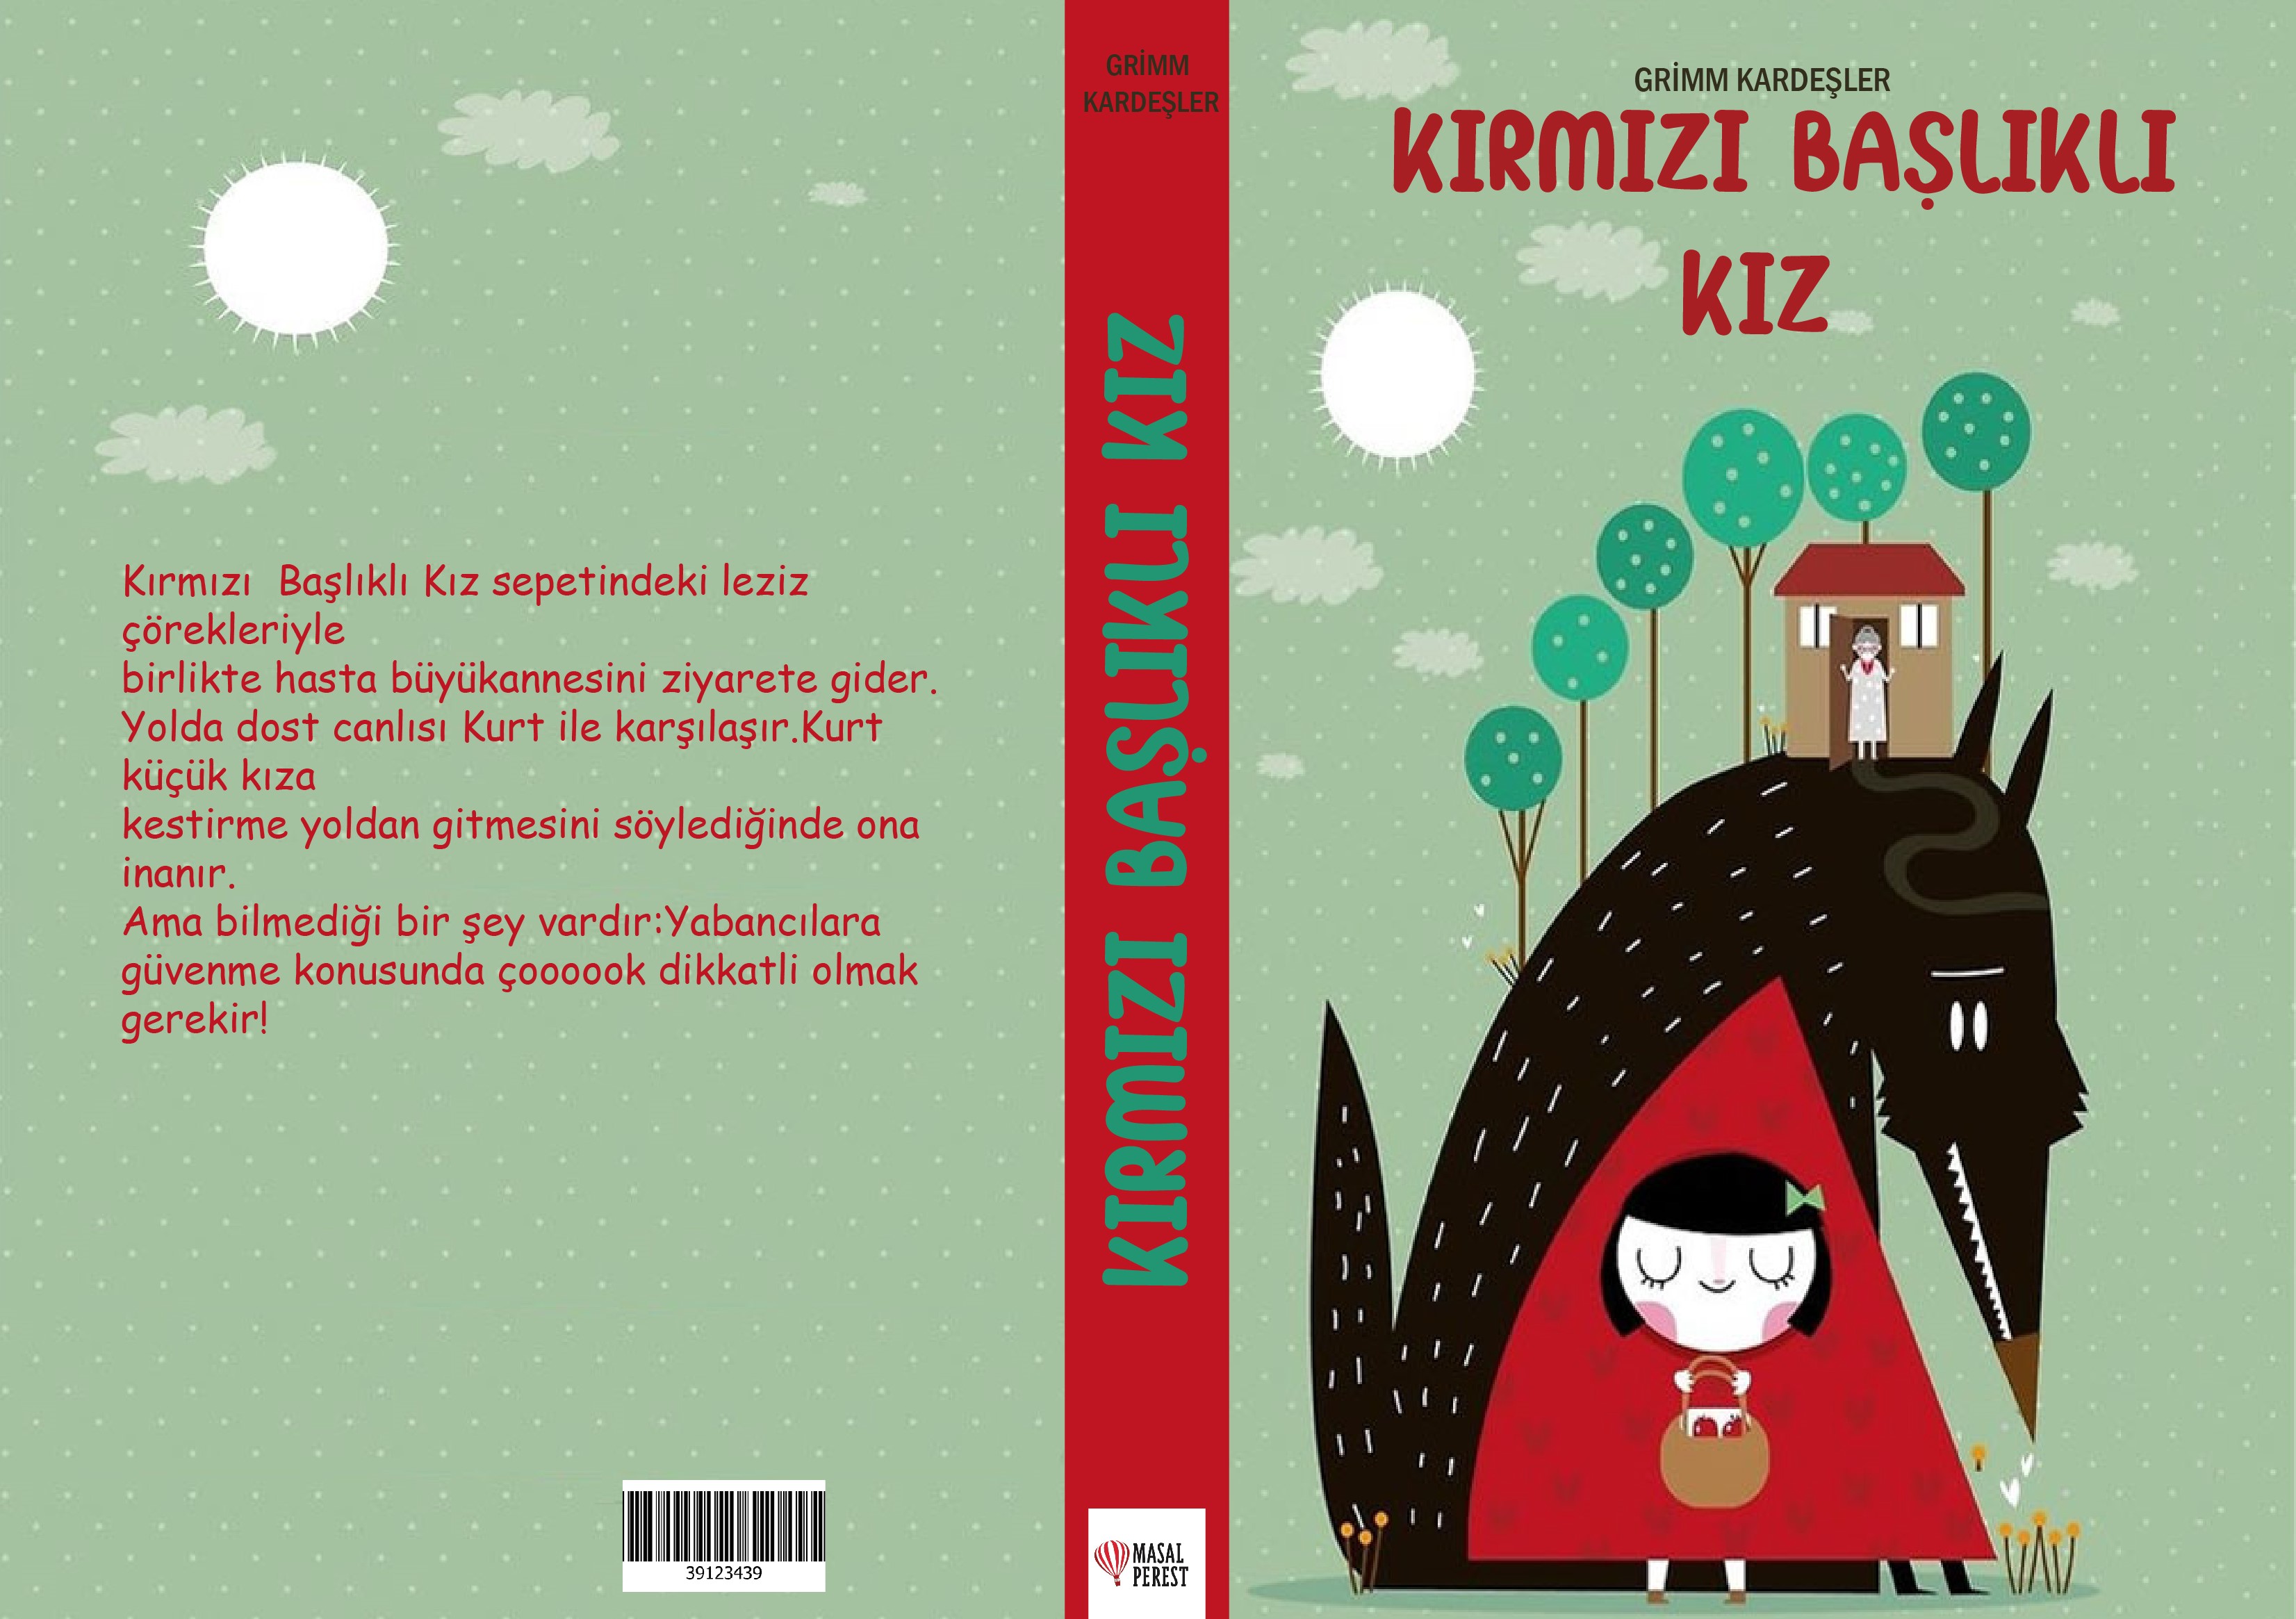 Kırmızı  Başlıklı Kız sepetindeki leziz
çörekleriyle
birlikte hasta büyükannesini ziyarete gider.
Yolda dost canlısı Kurt ile karşılaşır.Kurt
küçük kıza
kestirme yoldan gitmesini söylediğinde ona
inanır.
Ama bilmediği bir şey vardır:Yabancılara
güvenme konusunda çoooook dikkatli olmak
gerekir!
39123439
GRİMM
KARDEŞLER
KIRMIZI BAŞLIKLI KIZ
MASAL
PEREST
GRİMM KARDEŞLER
KIRMIZI BAŞLIKLI
KIZ